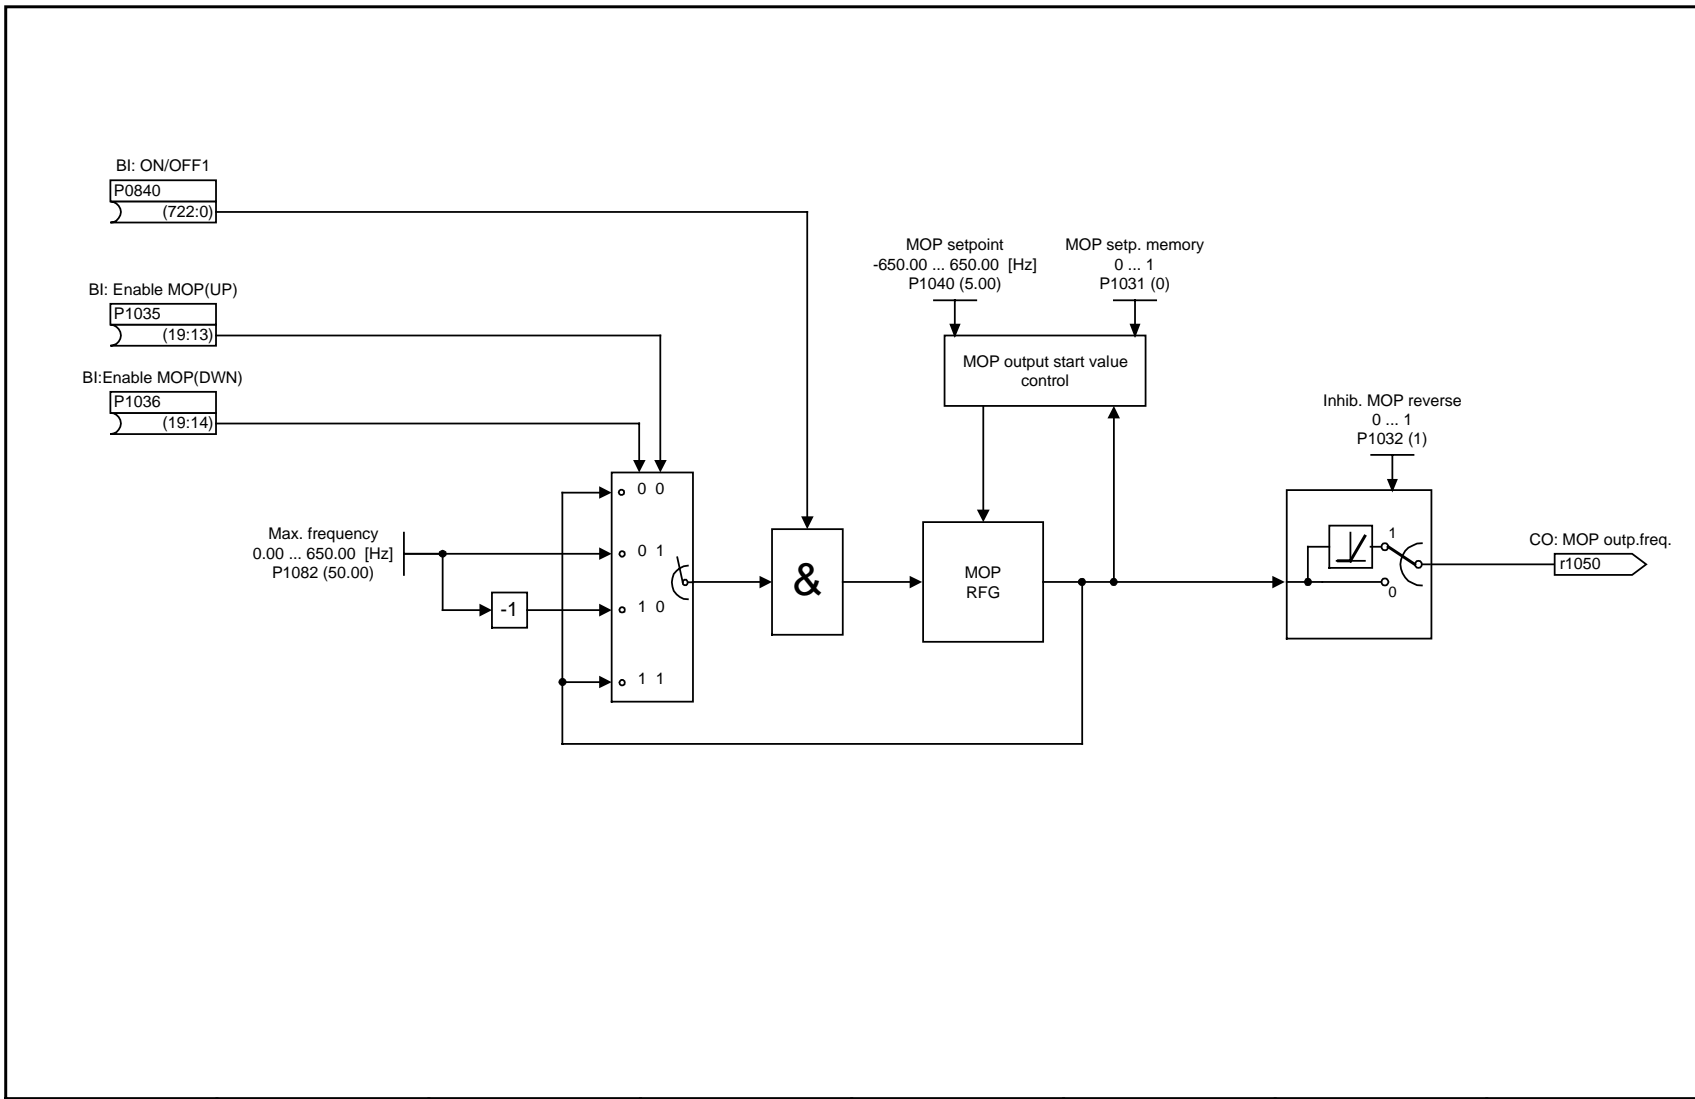 BI: ON/OFF1
P0840
(722:0)
BI: Enable MOP(UP)
P1035
(19:13)
BI:Enable MOP(DWN)
P1036
(19:14)
Max. frequency
0.00 ... 650.00 [Hz]
P1082 (50.00)
-1
0 0
0 1
1 0
1 1
&
MOP setpoint
-650.00 ... 650.00 [Hz]
P1040 (5.00)
MOP setp. memory
0 ... 1
P1031 (0)
MOP output start value
control
MOP
RFG
Inhib. MOP reverse
0 ... 1
P1032 (1)
1
0
CO: MOP outp.freq.
r1050